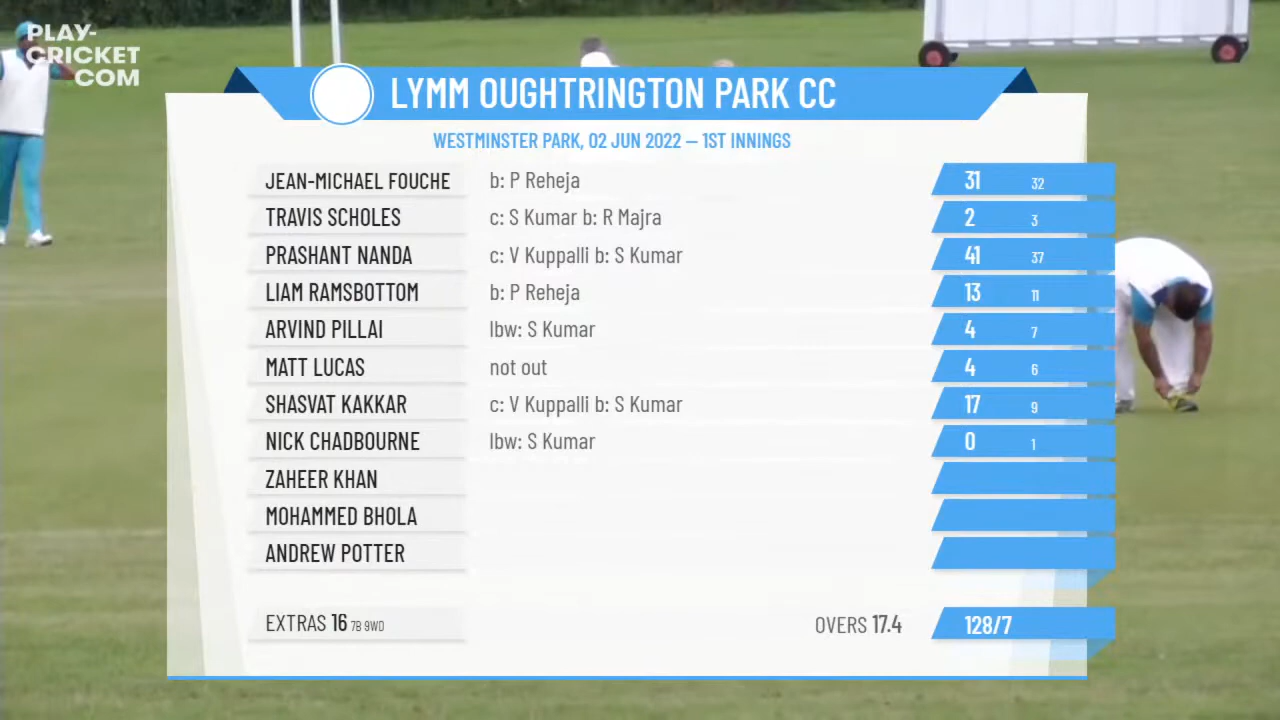 PLAY-
CRICKET
COM
LYMM OUGHTRINGTON PARK CC
WESTMINSTER PARK, 02 JUN 2022 – 1ST INNINGS
JEAN-MICHAEL FOUCHE b: P Reheja 31 32
TRAVIS SCHOLES c: S Kumar b: R Majra 2 3
PRASHANT NANDA c: V Kuppalli b: S Kumar 41 37
LIAM RAMSBOTTOM b: P Reheja 13 11
ARVIND PILLAI lbw: S Kumar 4 7
MATT LUCAS not out 4 6
SHASVAT KAKKAR c: V Kuppalli b: S Kumar 17 9
NICK CHADBOURNE lbw: S Kumar 0 1
ZAHEER KHAN
MOHAMMED BHOLA
ANDREW POTTER
EXTRAS 16 7B 9WD OVERS 17.4 128/7